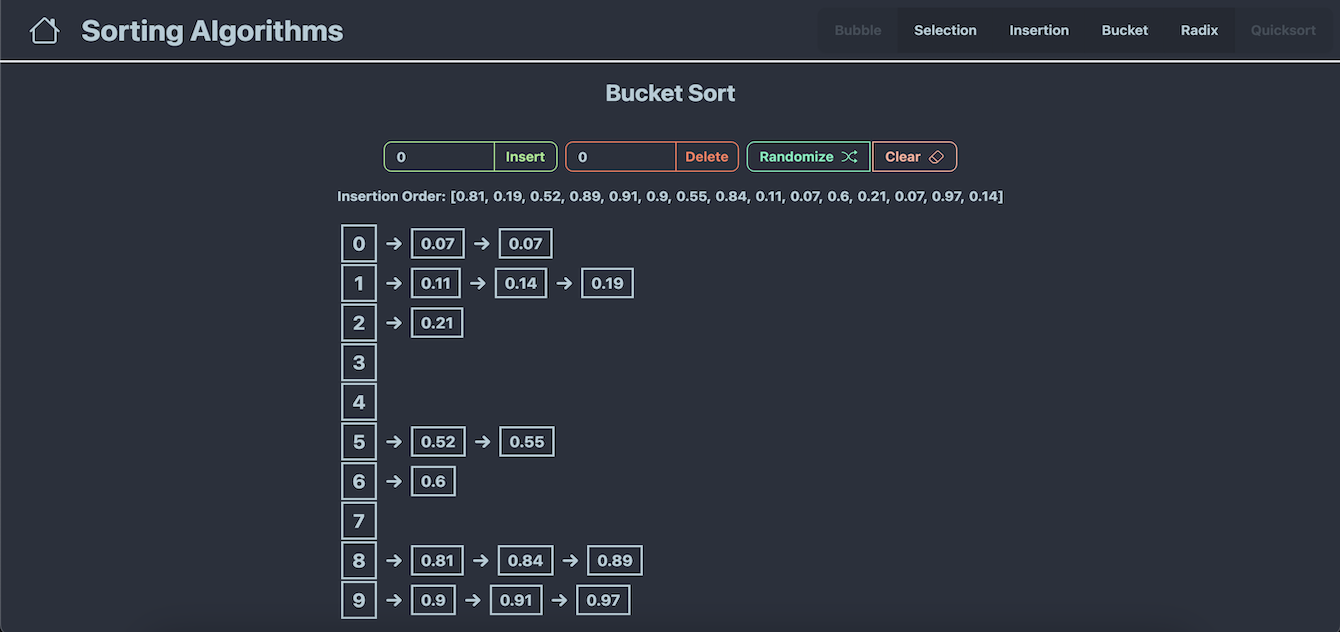 Sorting Algorithms Bubble Selection Insertion Bucket Radix Quicksort
Bucket Sort
0 Insert 0 Delete Randomize Clear
Insertion Order: [0.81, 0.19, 0.52, 0.89, 0.91, 0.9, 0.55, 0.84, 0.11, 0.07, 0.6, 0.21, 0.07, 0.97, 0.14]
0 → 0.07 → 0.07
1 → 0.11 → 0.14 → 0.19
2 → 0.21
3
4
5 → 0.52 → 0.55
6 → 0.6
7
8 → 0.81 → 0.84 → 0.89
9 → 0.9 → 0.91 → 0.97